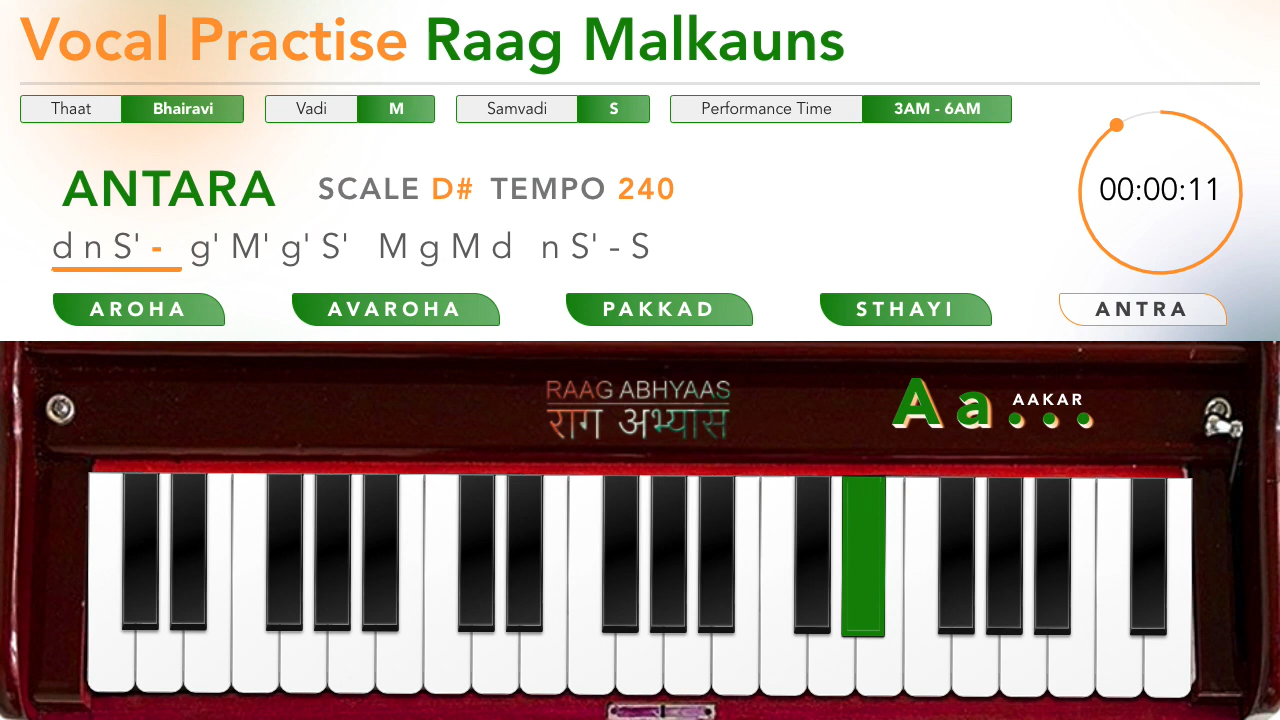 Vocal Practise Raag Malkauns
Thaat Bhairavi Vadi M Samvadi S Performance Time 3AM - 6AM
00:00:11
ANTARA SCALE D# TEMPO 240
d n S' - g' M' g' S' M g M d n S' - S
AROHA AVAROHA PAKKAD STHAYI ANTRA
RAAG ABHYAAS
राग अभ्यास
Aa... AAKAR